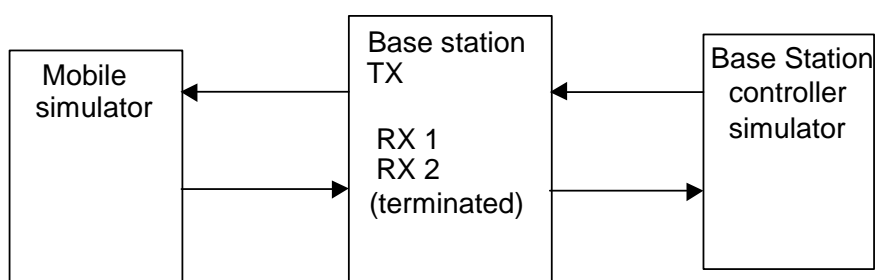 Mobile
simulator
Base station
TX
RX 1
RX 2
(terminated)
Base Station
controller
simulator